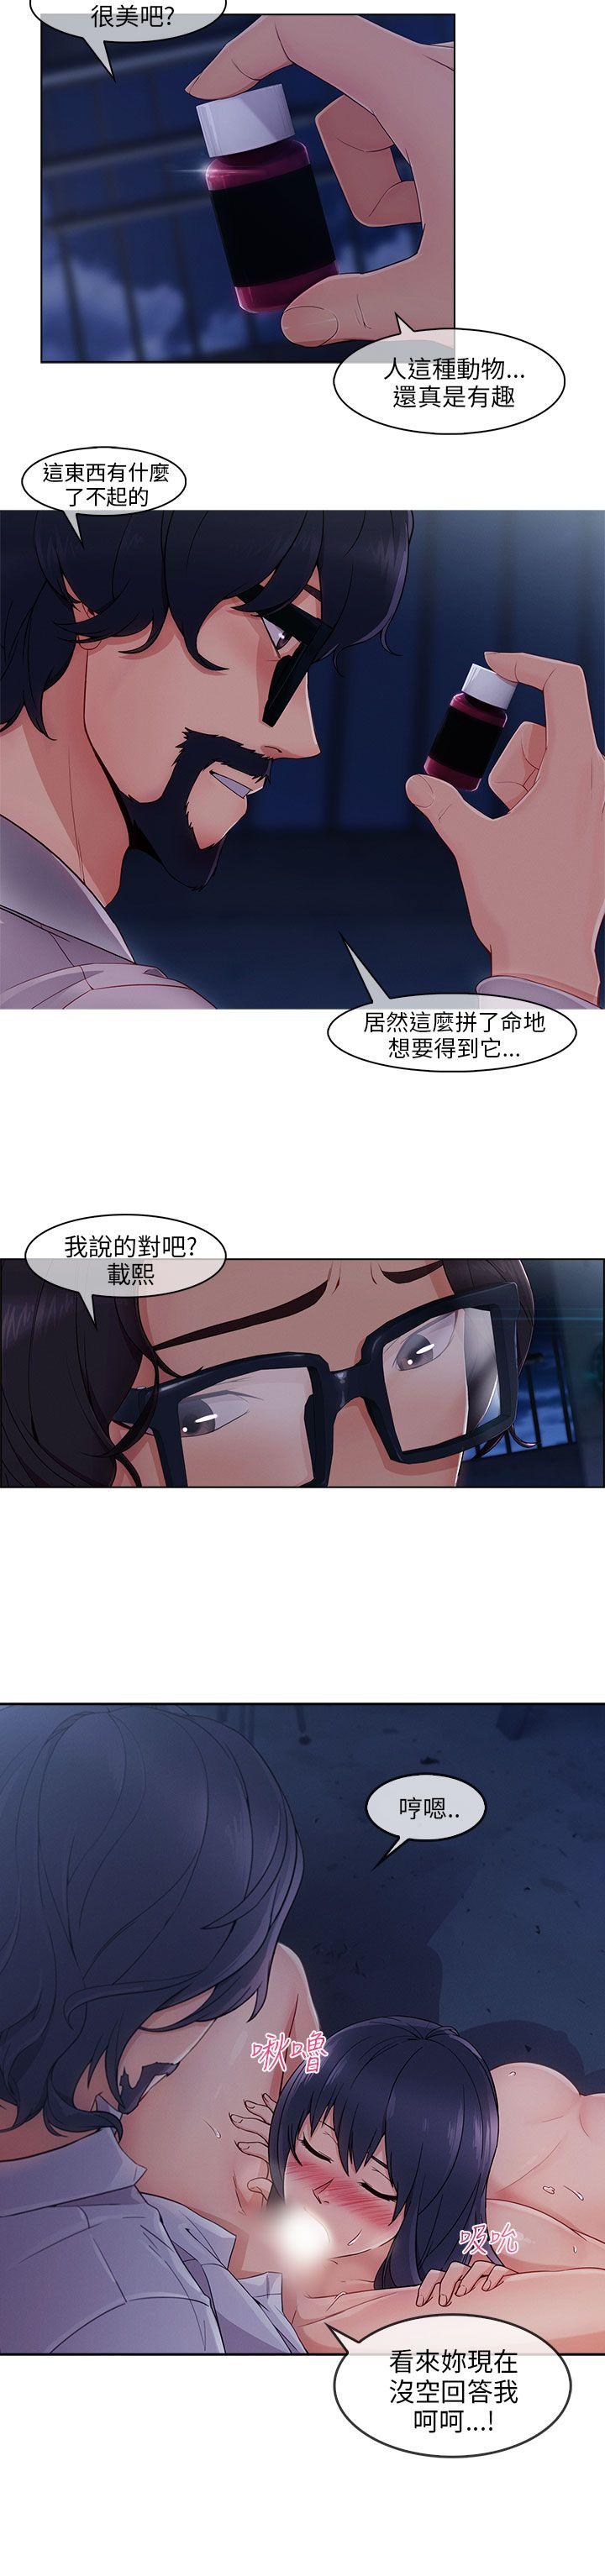 很美吧?
人這種動物...
還真是有趣
這東西有什麼
了不起的
居然這麼拼了命地
想要得到它...
我說的對吧?
載熙
哼嗯..
啾嚕
吸吮
看來妳現在
沒空回答我
呵呵...!